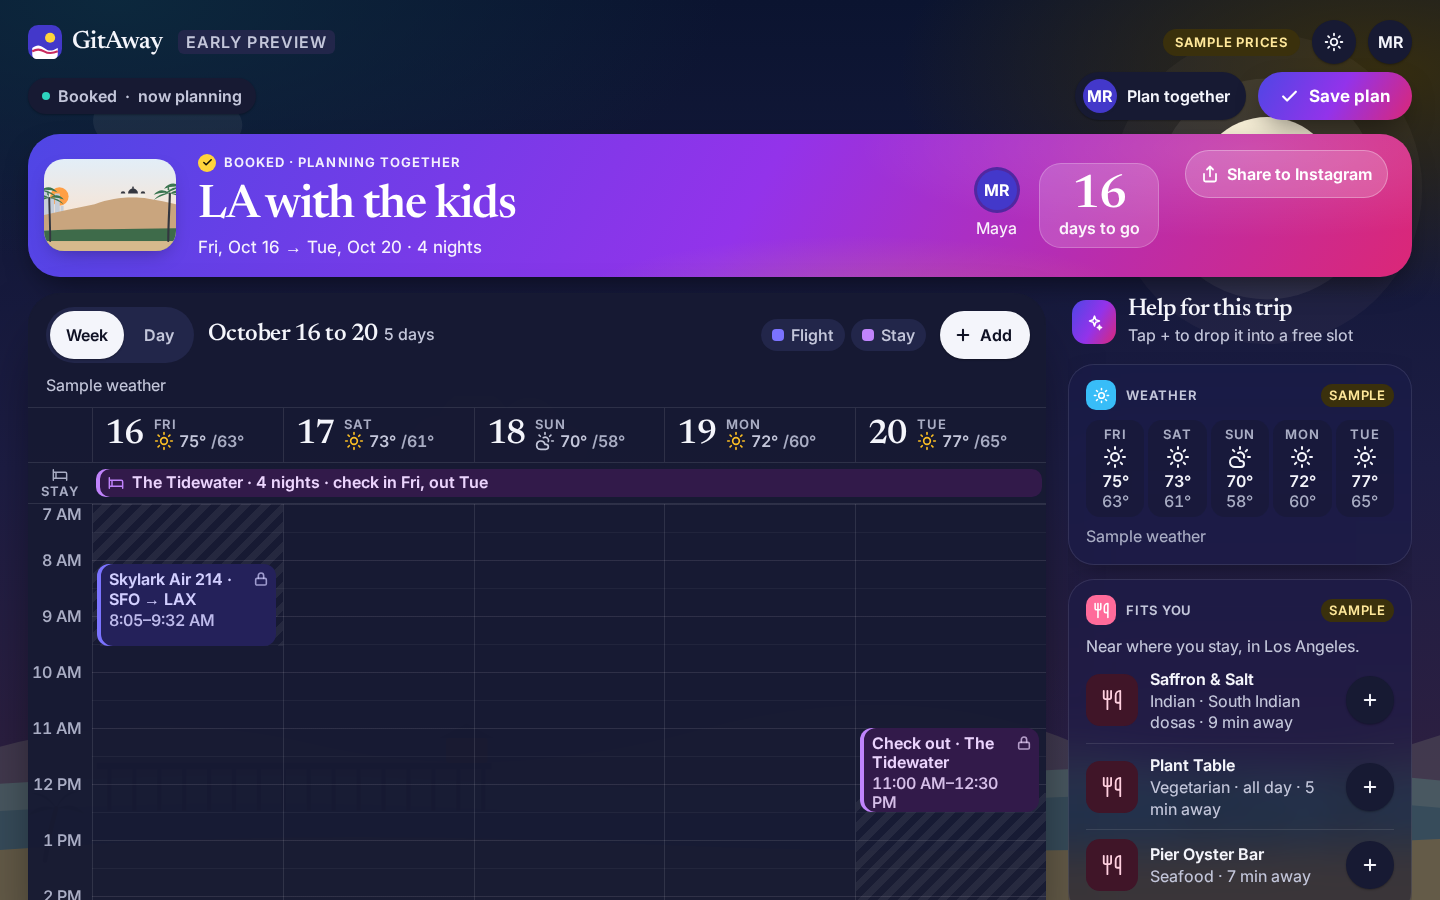 GitAway
EARLY PREVIEW
SAMPLE PRICES
MR
Booked · now planning
MR Plan together
Save plan
BOOKED · PLANNING TOGETHER
LA with the kids
Fri, Oct 16 → Tue, Oct 20 · 4 nights
MR
Maya
16
days to go
Share to Instagram
Week
Day
October 16 to 20 5 days
Flight
Stay
+ Add
Sample weather
16 FRI 75° /63°
17 SAT 73° /61°
18 SUN 70° /58°
19 MON 72° /60°
20 TUE 77° /65°
STAY
The Tidewater · 4 nights · check in Fri, out Tue
7 AM
8 AM
Skylark Air 214 ·
SFO → LAX
8:05–9:32 AM
9 AM
10 AM
11 AM
Check out · The
Tidewater
11:00 AM–12:30
PM
12 PM
1 PM
2 PM
Help for this trip
Tap + to drop it into a free slot
WEATHER
SAMPLE
FRI SAT SUN MON TUE
75° 73° 70° 72° 77°
63° 61° 58° 60° 65°
Sample weather
FITS YOU
SAMPLE
Near where you stay, in Los Angeles.
Saffron & Salt
Indian · South Indian
dosas · 9 min away
Plant Table
Vegetarian · all day · 5
min away
Pier Oyster Bar
Seafood · 7 min away